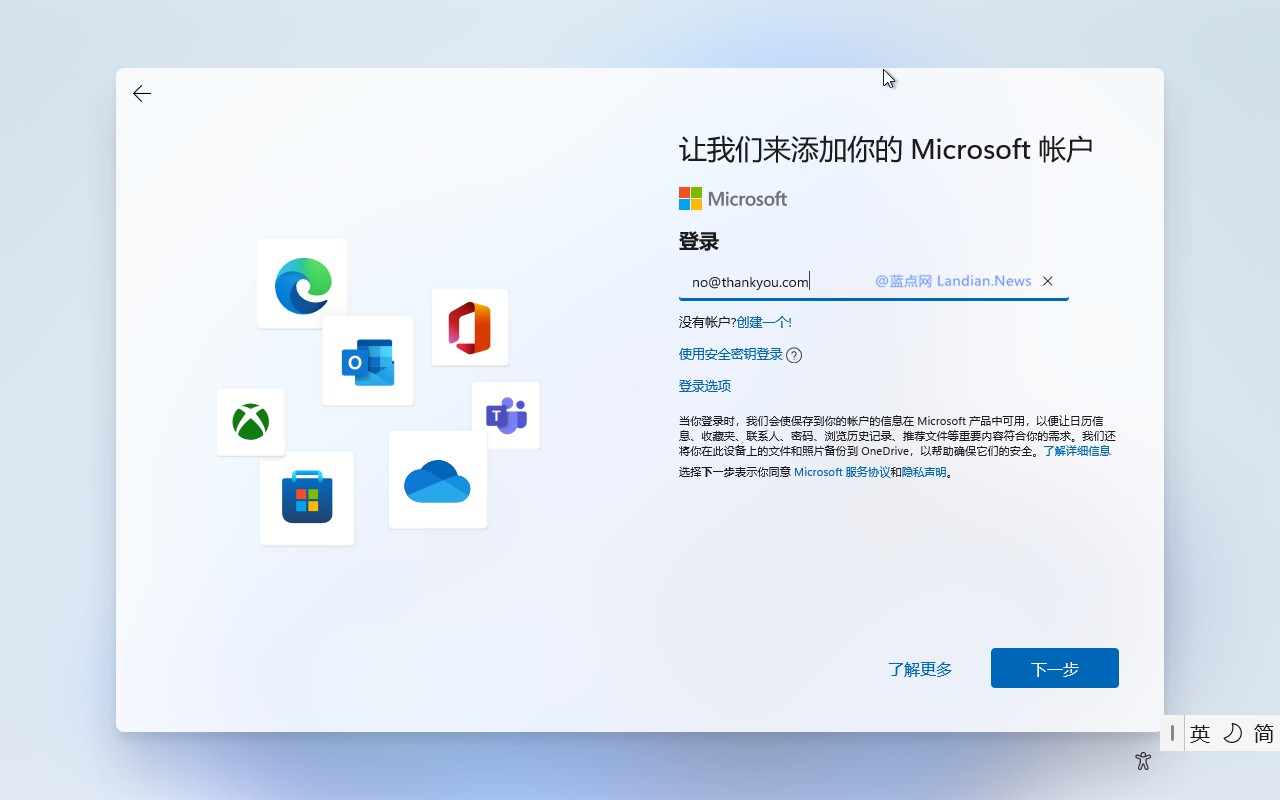 让我们来添加你的 Microsoft 帐户
Microsoft
登录
no@thankyou.com @蓝点网 Landian.News
没有帐户?创建一个!
使用安全密钥登录 ?
登录选项
当你登录时，我们会使保存到你的帐户的信息在 Microsoft 产品中可用，以便让日历信
息、收藏夹、联系人、密码、浏览历史记录、推荐文件等重要内容符合你的需求。我们还
将你在此设备上的文件和照片备份到 OneDrive，以帮助确保它们的安全。了解详细信息
选择下一步表示你同意 Microsoft 服务协议和隐私声明。
O
T
了解更多
下一步
英 简